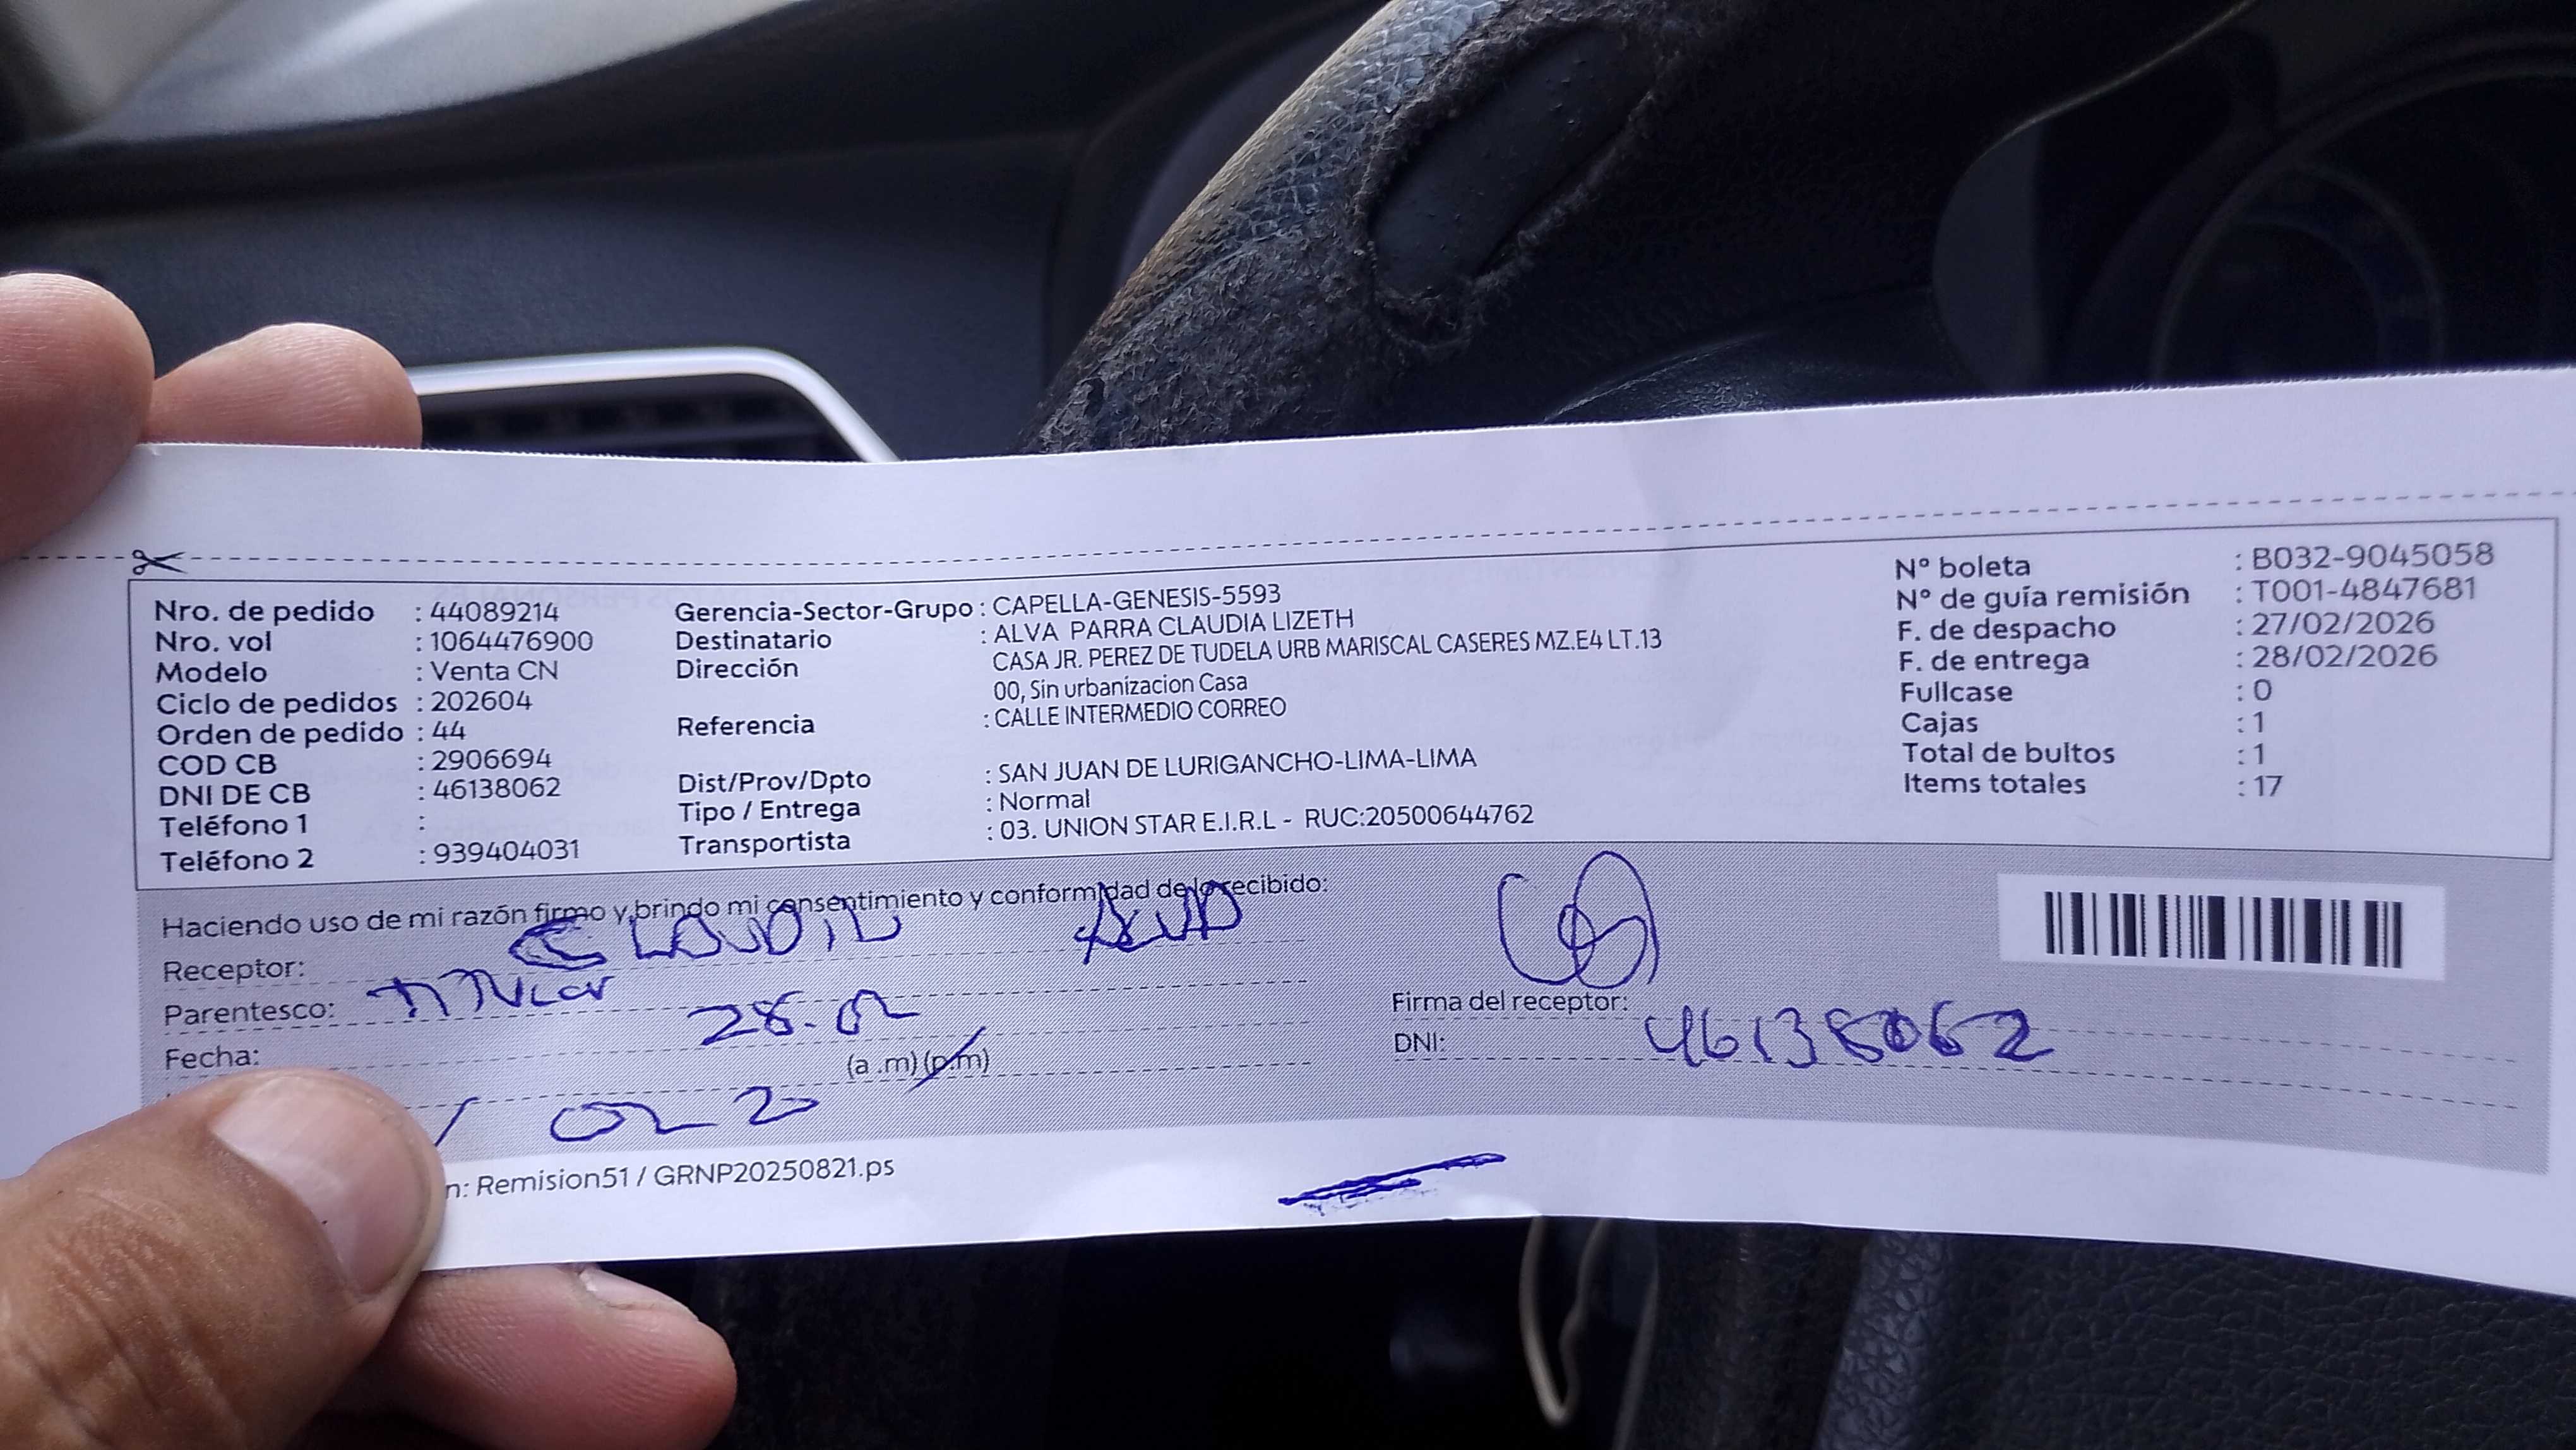 Nro. de pedido : 44089214
Nro. vol : 1064476900
Modelo : Venta CN
Ciclo de pedidos : 202604
Orden de pedido : 44
COD CB : 2906694
DNI DE CB : 46138062
Teléfono 1 :
Teléfono 2 : 939404031
Gerencia-Sector-Grupo : CAPELLA-GENESIS-5593
Destinatario : ALVA PARRA CLAUDIA LIZETH
Dirección CASA JR. PEREZ DE TUDELA URB MARISCAL CASERES MZ.E4 LT.13
00, Sin urbanizacion Casa
Referencia : CALLE INTERMEDIO CORREO
Dist/Prov/Dpto : SAN JUAN DE LURIGANCHO-LIMA-LIMA
Tipo / Entrega : Normal
Transportista : 03. UNION STAR E.I.R.L - RUC:20500644762
N° boleta : B032-9045058
N° de guía remisión : T001-4847681
F. de despacho : 27/02/2026
F. de entrega : 28/02/2026
Fullcase : 0
Cajas : 1
Total de bultos : 1
Items totales : 17
Haciendo uso de mi razón firmo y brindo mi consentimiento y conformidad de lo recibido:
Receptor: CLAUDIA ALVA
Parentesco: TITULar
Fecha: 28.02
(a .m) (p.m)
Firma del receptor:
DNI: 46138062
n: Remision51 / GRNP20250821.ps